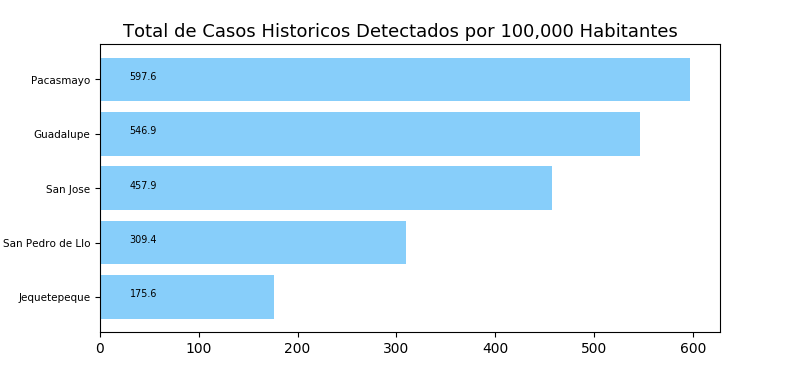 Total de Casos Historicos Detectados por 100,000 Habitantes
Pacasmayo 597.6
Guadalupe 546.9
San Jose 457.9
San Pedro de Llo 309.4
Jequetepeque 175.6
0 100 200 300 400 500 600